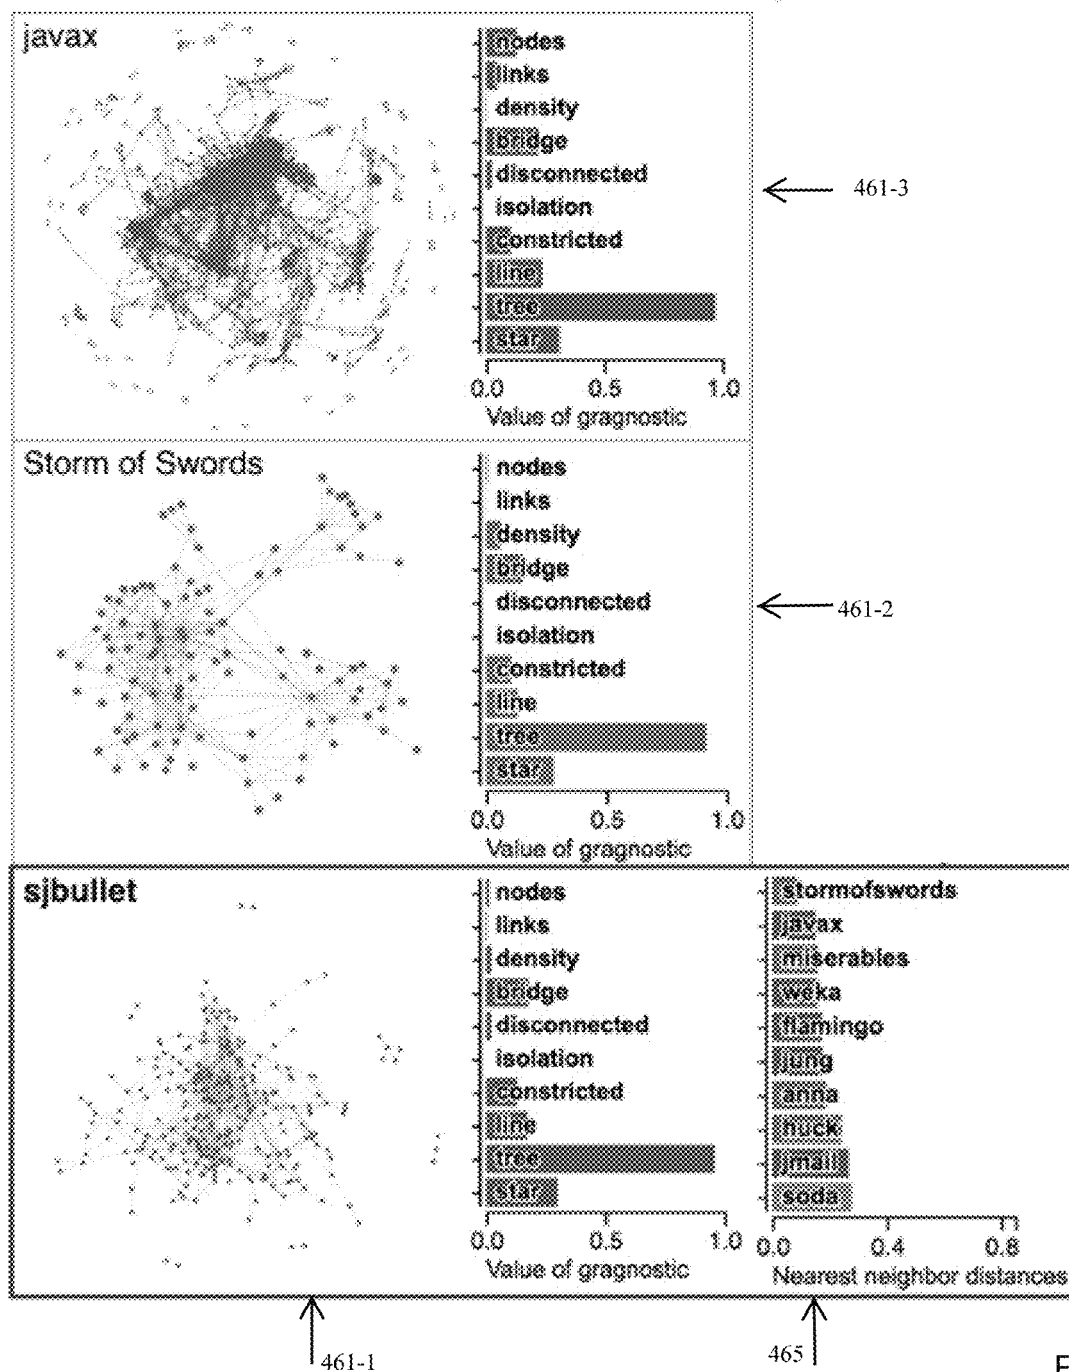 javax
nodes
links
density
bridge
disconnected
isolation
constricted
line
tree
star
0.0 0.5 1.0
Value of gragnostic
461-3
Storm of Swords
nodes
links
density
bridge
disconnected
isolation
constricted
line
tree
star
0.0 0.5 1.0
Value of gragnostic
461-2
sjbullet
nodes
links
density
bridge
disconnected
isolation
constricted
line
tree
star
0.0 0.5 1.0
Value of gragnostic
stormofswords
javax
miserables
weka
flamingo
jung
anna
huck
jmail
soda
0.0 0.4 0.8
Nearest neighbor distances
461-1
465